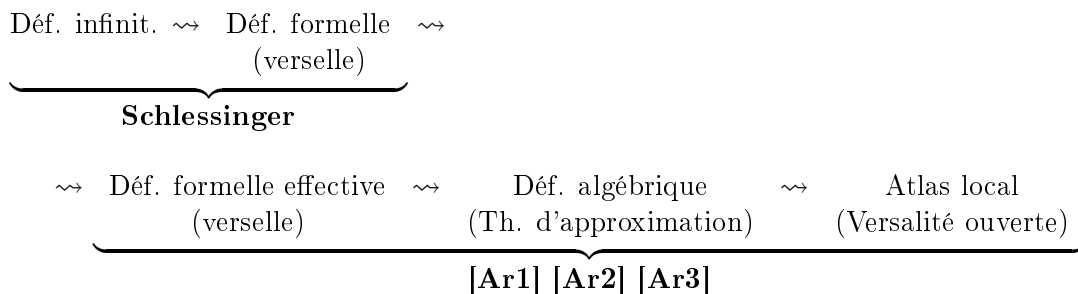 Déf. infinit. ⇝ Déf. formelle ⇝
(verselle)
Schlessinger
⇝ Déf. formelle effective ⇝ Déf. algébrique ⇝ Atlas local
(verselle) (Th. d'approximation) (Versalité ouverte)
[Ar1] [Ar2] [Ar3]